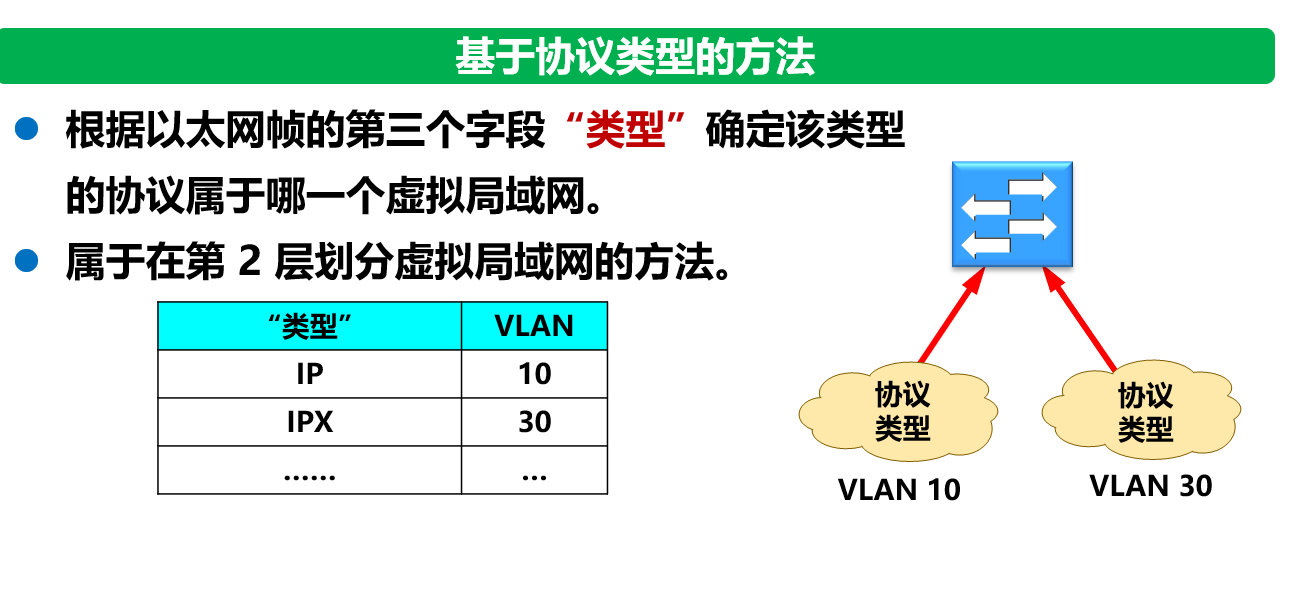 基于协议类型的方法
根据以太网帧的第三个字段“类型”确定该类型
的协议属于哪一个虚拟局域网。
属于在第 2 层划分虚拟局域网的方法。
“类型” VLAN
IP 10
IPX 30
…… …
协议
类型
VLAN 10
协议
类型
VLAN 30